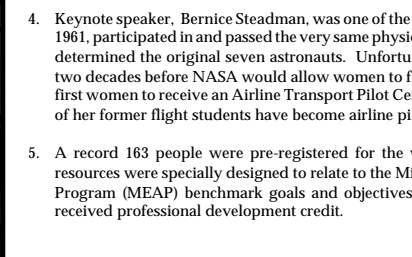 4. Keynote speaker, Bernice Steadman, was one of the
1961, participated in and passed the very same physi
determined the original seven astronauts. Unfortu
two decades before NASA would allow women to f
first women to receive an Airline Transport Pilot Ce
of her former flight students have become airline pi
5. A record 163 people were pre-registered for the
resources were specially designed to relate to the Mi
Program (MEAP) benchmark goals and objectives
received professional development credit.